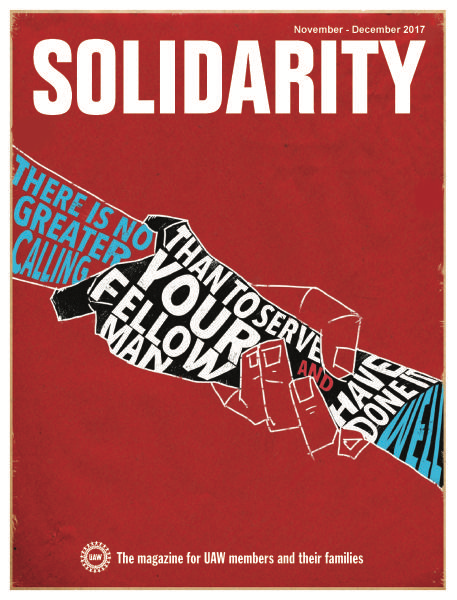 November - December 2017
SOLIDARITY
THERE IS NO
GREATER
CALLING
THAN TO SERVE
YOUR
FELLOW
MAN
AND
HAVE
DONE IT
WELL
UAW
The magazine for UAW members and their families